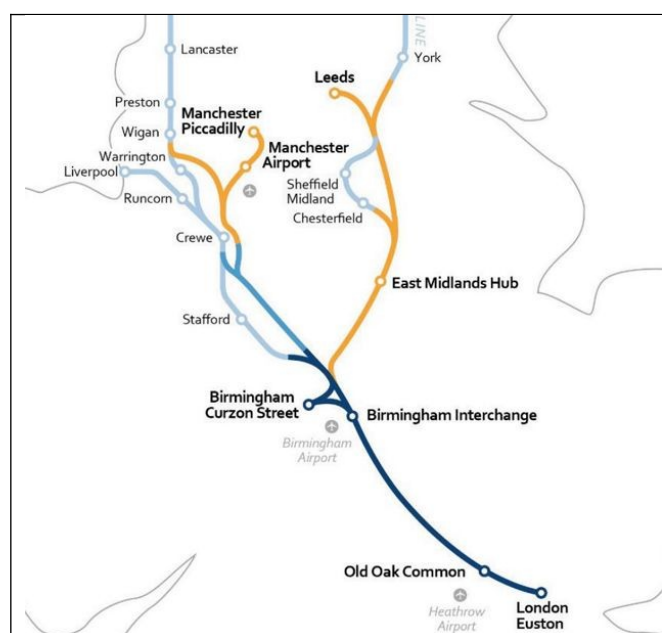 LINE
Lancaster
York
Leeds
Preston
Manchester
Piccadilly
Wigan
Manchester
Airport
Warrington
Liverpool
Sheffield
Midland
Runcorn
Chesterfield
Crewe
East Midlands Hub
Stafford
Birmingham
Curzon Street
Birmingham Interchange
Birmingham
Airport
Old Oak Common
Heathrow
Airport
London
Euston